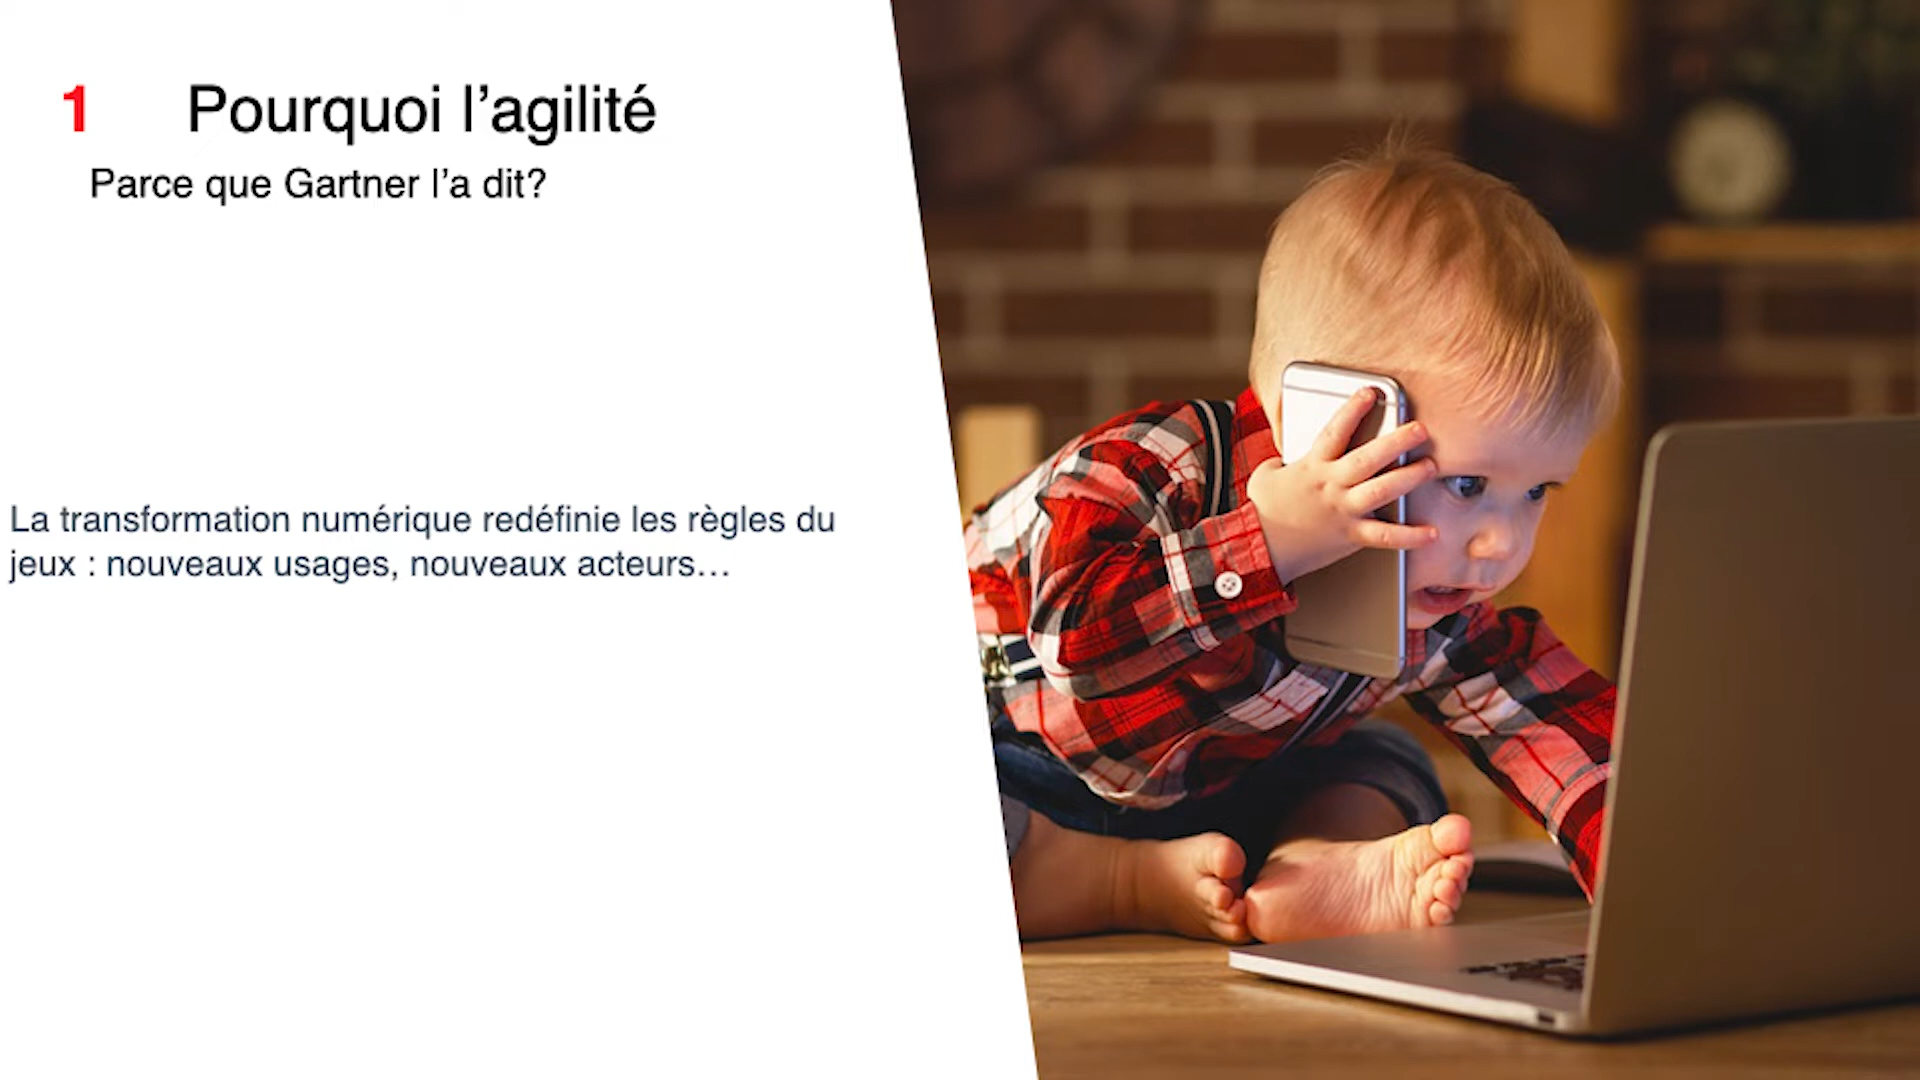 1 Pourquoi l’agilité
Parce que Gartner l’a dit?
La transformation numérique redéfinie les règles du
jeux : nouveaux usages, nouveaux acteurs…